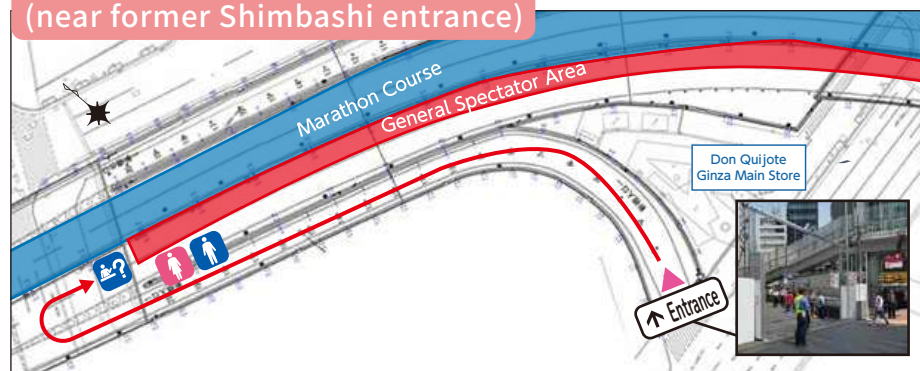 (near former Shimbashi entrance)
Marathon Course
General Spectator Area
Don Quijote
Ginza Main Store
?
↑ Entrance